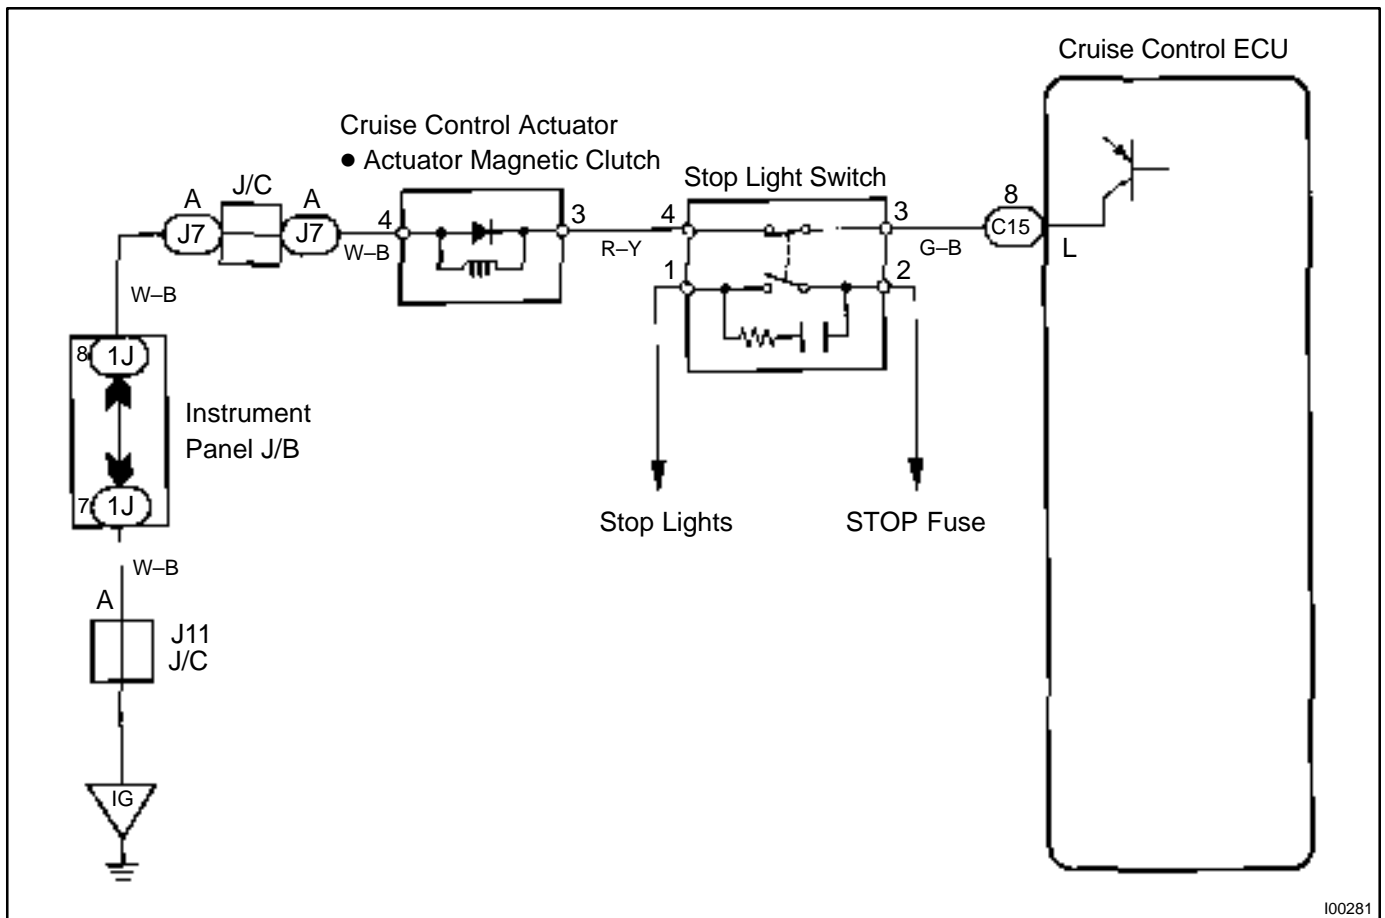 Cruise Control ECU
Cruise Control Actuator
● Actuator Magnetic Clutch
Stop Light Switch
A
J/C
A
J7
J7
W–B
4
3
R–Y
4
3
G–B
8
C15
L
1
2
W–B
8
1J
Instrument
Panel J/B
7
1J
Stop Lights
STOP Fuse
W–B
A
J11
J/C
IG
I00281